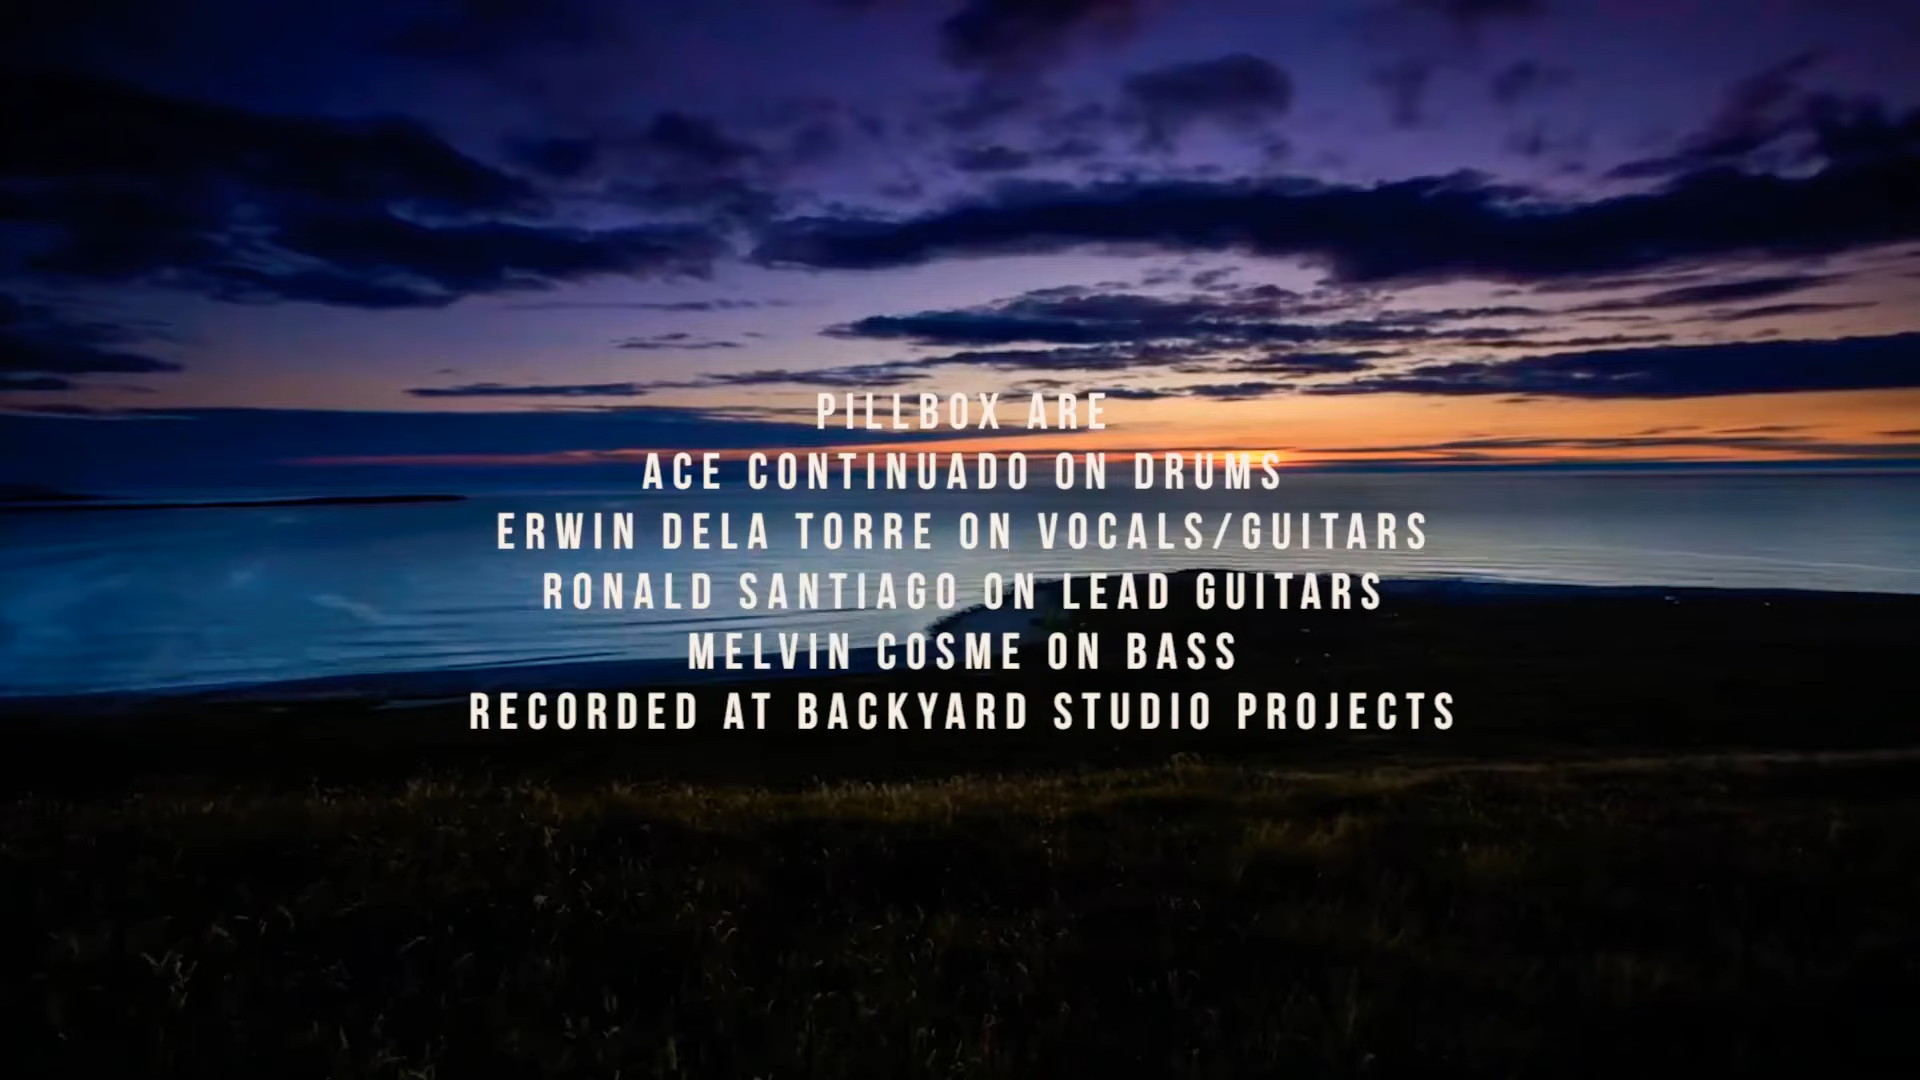 PILLBOX ARE
ACE CONTINUADO ON DRUMS
ERWIN DELA TORRE ON VOCALS/GUITARS
RONALD SANTIAGO ON LEAD GUITARS
MELVIN COSME ON BASS
RECORDED AT BACKYARD STUDIO PROJECTS